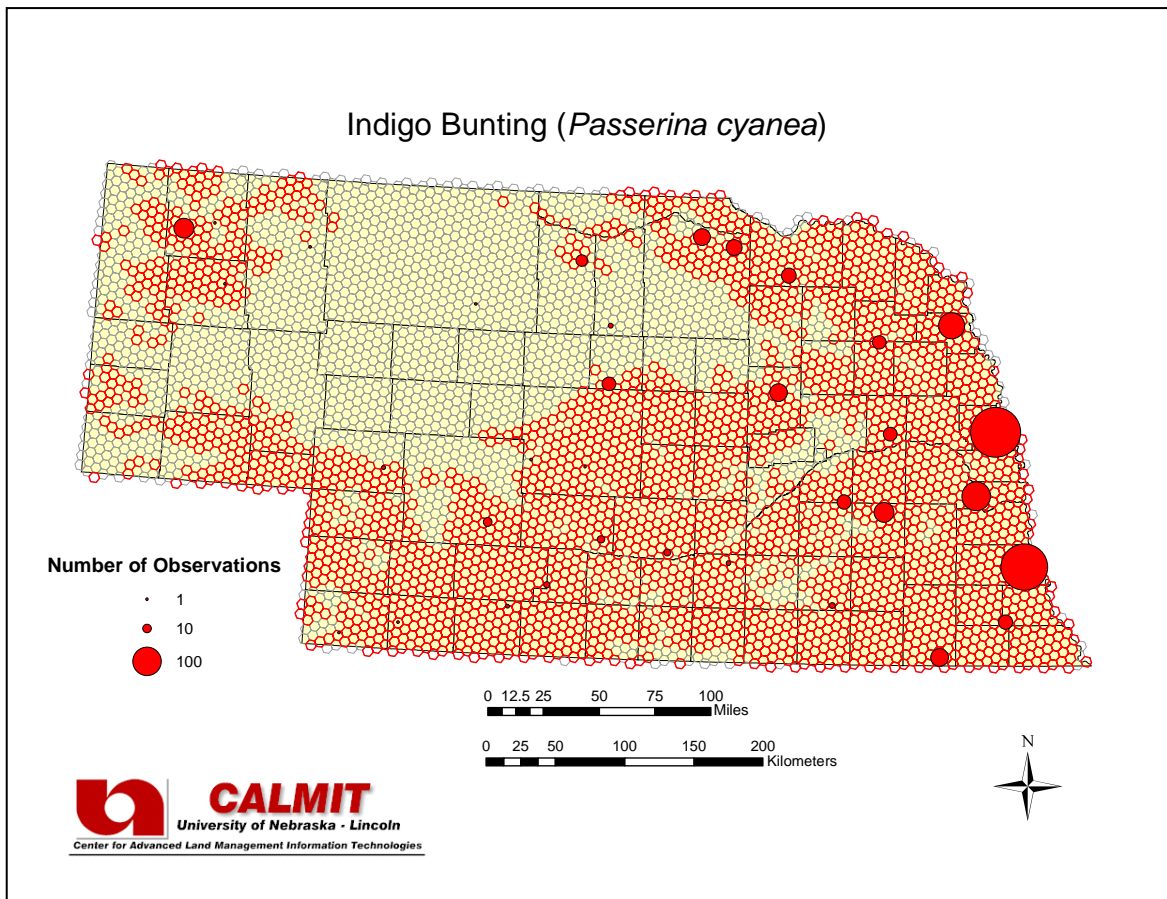 Indigo Bunting (Passerina cyanea)
Number of Observations
1
10
100
0 12.5 25 50 75 100
Miles
0 25 50 100 150 200
Kilometers
N
CALMIT
University of Nebraska - Lincoln
Center for Advanced Land Management Information Technologies